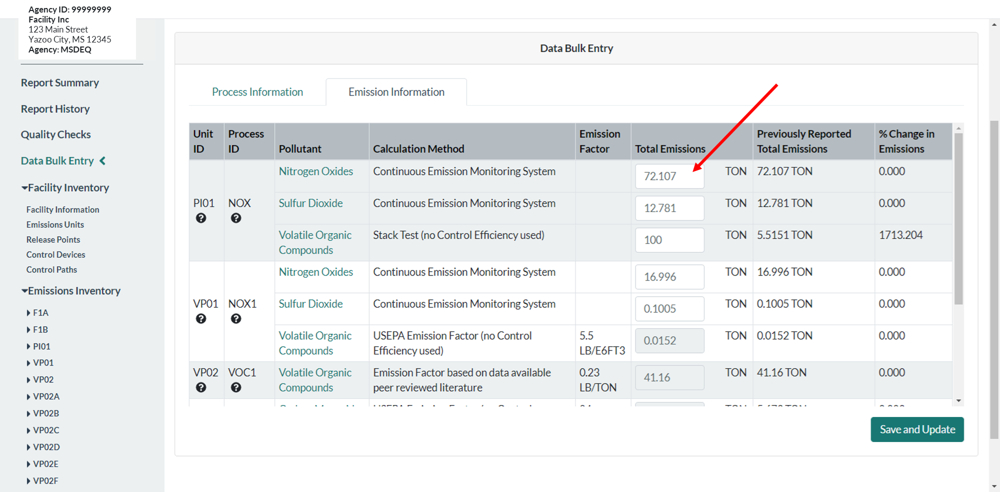 Agency ID: 99999999
Facility Inc
123 Main Street
Yazoo City, MS 12345
Agency: MSDEQ
Report Summary
Report History
Quality Checks
Data Bulk Entry
Facility Inventory
Facility Information
Emissions Units
Release Points
Control Devices
Control Paths
Emissions Inventory
F1A
F1B
PI01
VP01
VP02
VP02A
VP02B
VP02C
VP02D
VP02E
VP02F
Data Bulk Entry
Process Information
Emission Information
Unit ID
Process ID
Pollutant
Calculation Method
Emission Factor
Total Emissions
Previously Reported Total Emissions
% Change in Emissions
PI01
NOX
Nitrogen Oxides
Continuous Emission Monitoring System
72.107
TON
72.107 TON
0.000
Sulfur Dioxide
Continuous Emission Monitoring System
12.781
TON
12.781 TON
0.000
Volatile Organic Compounds
Stack Test (no Control Efficiency used)
100
TON
5.5151 TON
1713.204
VP01
NOX1
Nitrogen Oxides
Continuous Emission Monitoring System
16.996
TON
16.996 TON
0.000
Sulfur Dioxide
Continuous Emission Monitoring System
0.1005
TON
0.1005 TON
0.000
Volatile Organic Compounds
USEPA Emission Factor (no Control Efficiency used)
5.5 LB/E6FT3
0.0152
TON
0.0152 TON
0.000
VP02
VOC1
Volatile Organic Compounds
Emission Factor based on data available peer reviewed literature
0.23 LB/TON
41.16
TON
41.16 TON
0.000
Save and Update